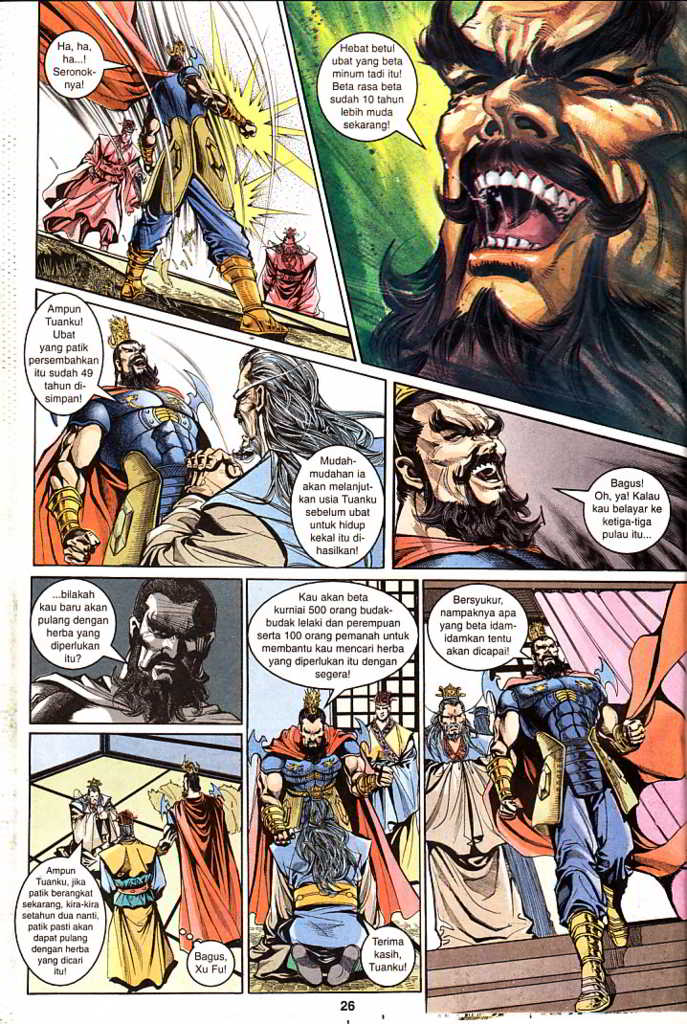 Ha, ha,
ha...!
Seronok-
nya!
Hebat betul
ubat yang beta
minum tadi itu!
Beta rasa beta
sudah 10 tahun
lebih muda
sekarang!
Ampun
Tuanku!
Ubat
yang patik
persembahkan
itu sudah 49
tahun di-
simpan!
Mudah-
mudahan ia
akan melanjut-
kan usia Tuanku
sebelum ubat
untuk hidup
kekal itu di-
hasilkan!
Bagus!
Oh, ya! Kalau
kau belayar ke
ketiga-tiga
pulau itu...
...bilakah
kau baru akan
pulang dengan
herba yang
diperlukan
itu?
Ampun
Tuanku, jika
patik berangkat
sekarang, kira-kira
setahun dua nanti,
patik pasti akan
dapat pulang
dengan herba
yang dicari
itu!
Bagus,
Xu Fu!
Kau akan beta
kurniai 500 orang budak-
budak lelaki dan perempuan
serta 100 orang pemanah untuk
membantu kau mencari herba
yang diperlukan itu dengan
segera!
Terima
kasih,
Tuanku!
Bersyukur,
nampaknya apa
yang beta idam-
idamkan tentu
akan dicapai!
26